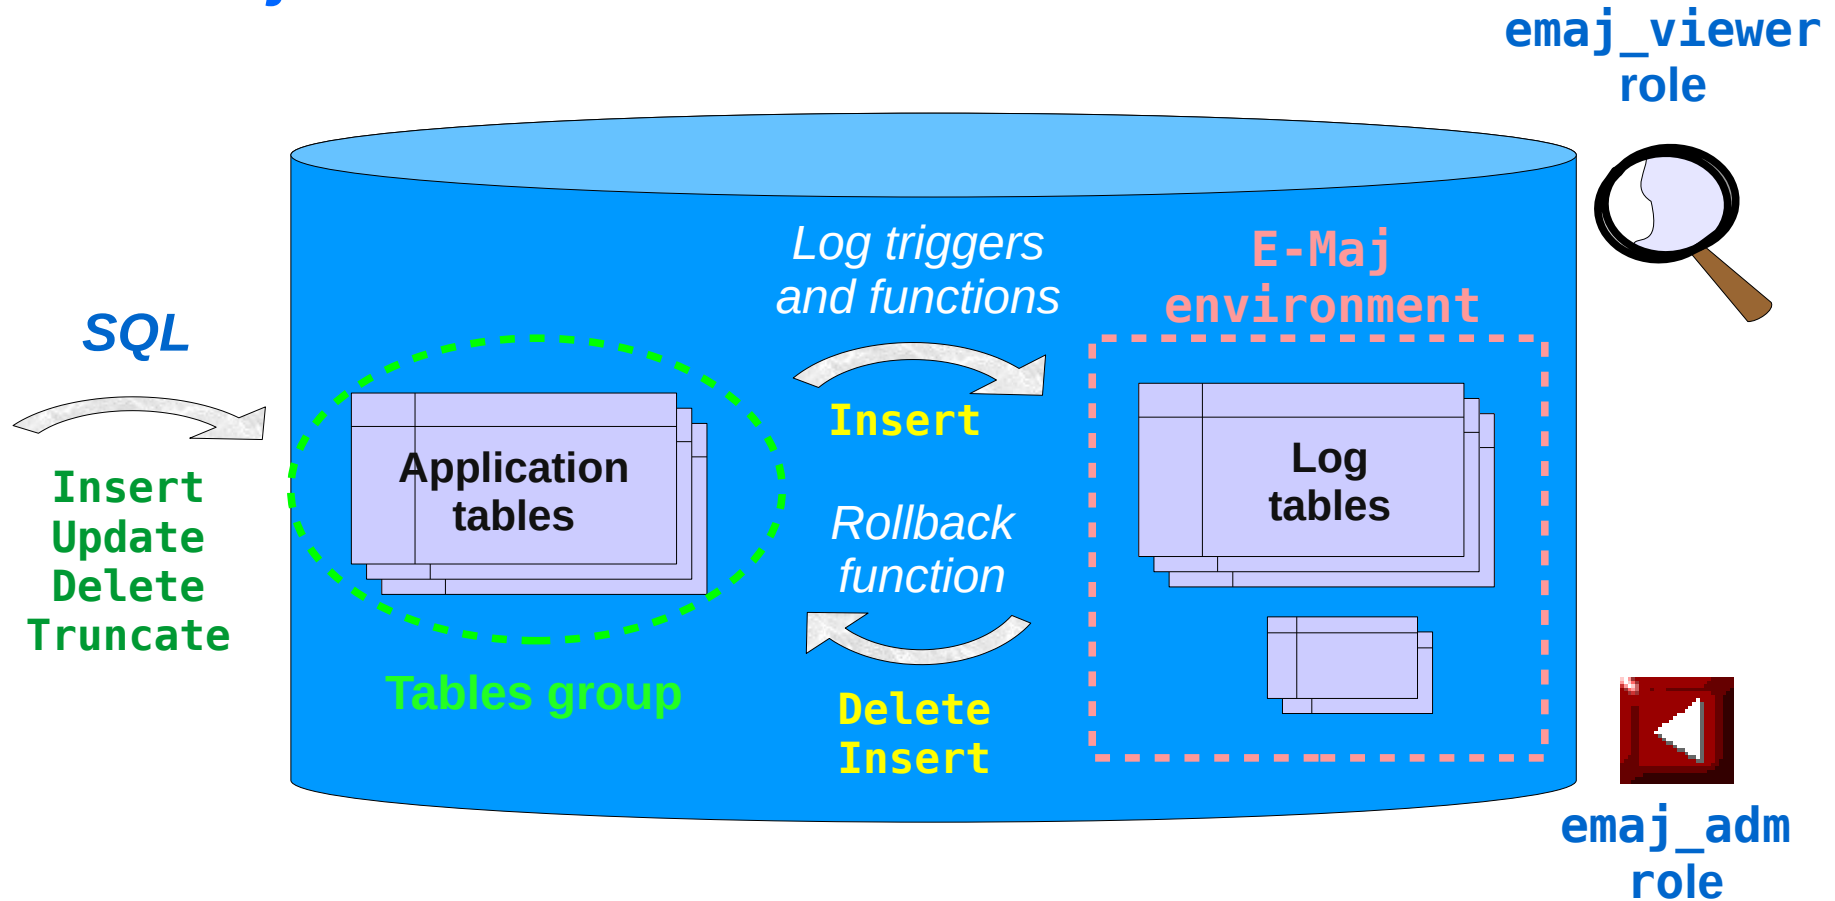 emaj_viewer
role
Log triggers
and functions
E-Maj
environment
SQL
Insert
Application
tables
Log
tables
Insert
Update
Delete
Truncate
Rollback
function
Tables group
Delete
Insert
emaj_adm
role